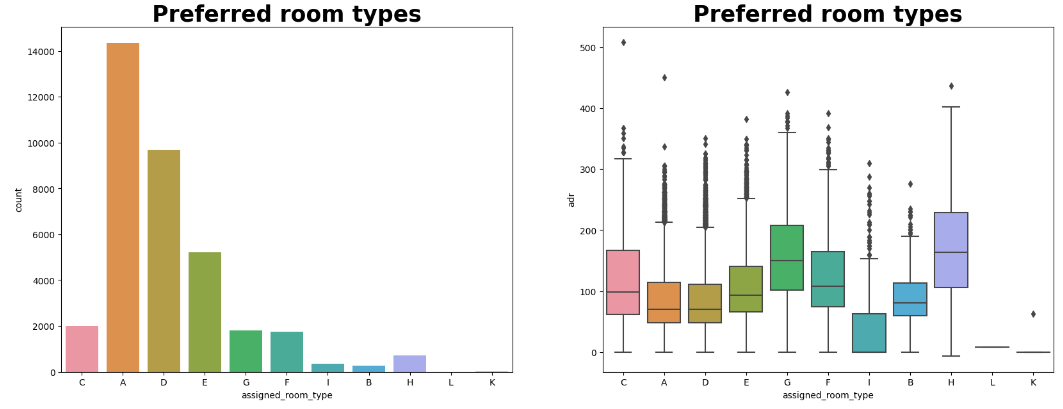 Preferred room types
14000
12000
10000
8000
6000
4000
2000
0
count
C A D E G F I B H L K
assigned_room_type
Preferred room types
500
400
300
200
100
0
adr
C A D E G F I B H L K
assigned_room_type